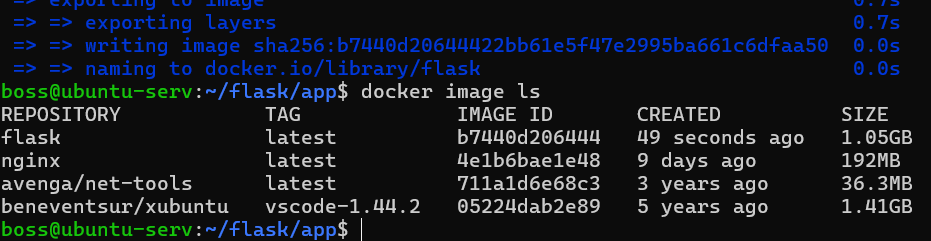 => exporting to image 0.7s
=> => exporting layers 0.7s
=> => writing image sha256:b7440d20644422bb61e5f47e2995ba661c6dfaa50 0.0s
=> => naming to docker.io/library/flask 0.0s
boss@ubuntu-serv:~/flask/app$ docker image ls
REPOSITORY TAG IMAGE ID CREATED SIZE
flask latest b7440d206444 49 seconds ago 1.05GB
nginx latest 4e1b6bae1e48 9 days ago 192MB
avenga/net-tools latest 711a1d6e68c3 3 years ago 36.3MB
beneventsur/xubuntu vscode-1.44.2 05224dab2e89 5 years ago 1.41GB
boss@ubuntu-serv:~/flask/app$